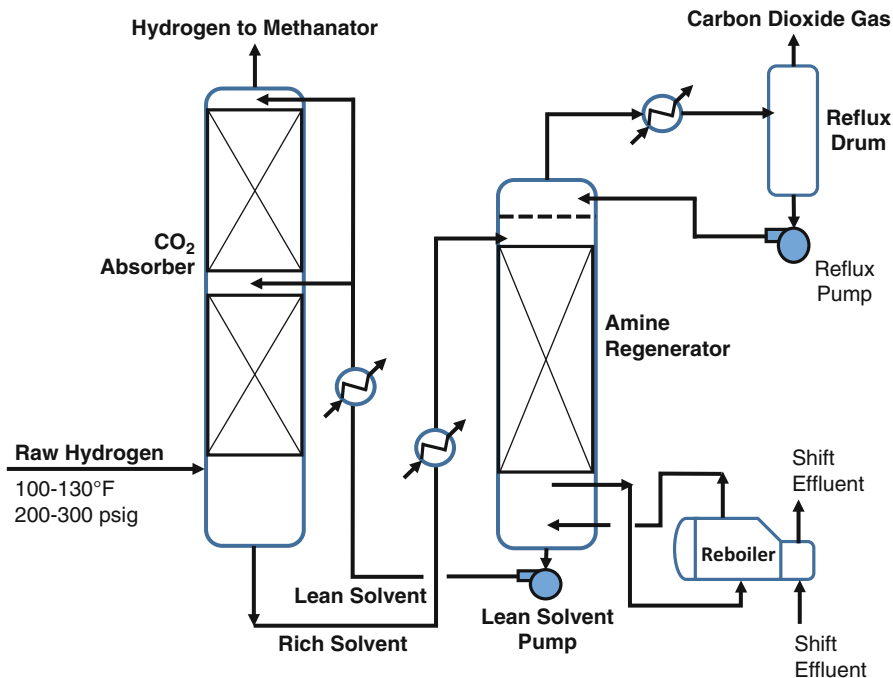 Hydrogen to Methanator
Carbon Dioxide Gas
Reflux
Drum
CO₂
Absorber
Reflux
Pump
Amine
Regenerator
Raw Hydrogen
100-130°F
200-300 psig
Shift
Effluent
Reboiler
Lean Solvent
Rich Solvent
Lean Solvent
Pump
Shift
Effluent